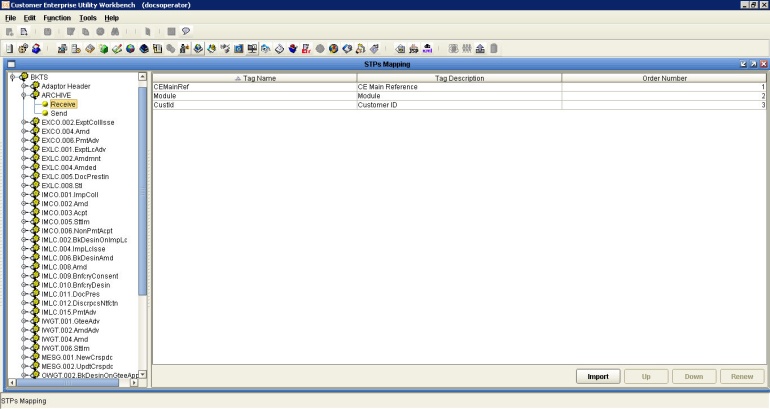 Customer Enterprise Utility Workbench (docsoperator)
File Edit Function Tools Help
STPs Mapping
BKTS
Adaptor Header
ARCHIVE
Receive
Send
EXCO.002.ExptCollIsse
EXCO.004.Amd
EXCO.006.PmtAdv
EXLC.001.ExptLcAdv
EXLC.002.Amdmnt
EXLC.004.Amded
EXLC.005.DocPrestin
EXLC.008.Stl
IMCO.001.ImpColl
IMCO.002.Amd
IMCO.003.Acpt
IMCO.005.Sttlm
IMCO.006.NonPmtAcpt
IMLC.002.BkDesinOnImpLc
IMLC.004.ImpLcIsse
IMLC.006.BkDesinAmd
IMLC.008.Amd
IMLC.009.BnfcryConsent
IMLC.010.BnfcryDesin
IMLC.011.DocPres
IMLC.012.DiscrpcsNtfctn
IMLC.015.PmtAdv
IWGT.001.GteeAdv
IWGT.002.AmdAdv
IWGT.004.Amd
IWGT.006.Sttlm
MESG.001.NewCrspdc
MESG.002.UpdtCrspdc
OWGT.002.BkDesinOnGteeApp
Tag Name Tag Description Order Number
CEMainRef CE Main Reference 1
Module Module 2
CustId Customer ID 3
Import Up Down Renew
STPs Mapping